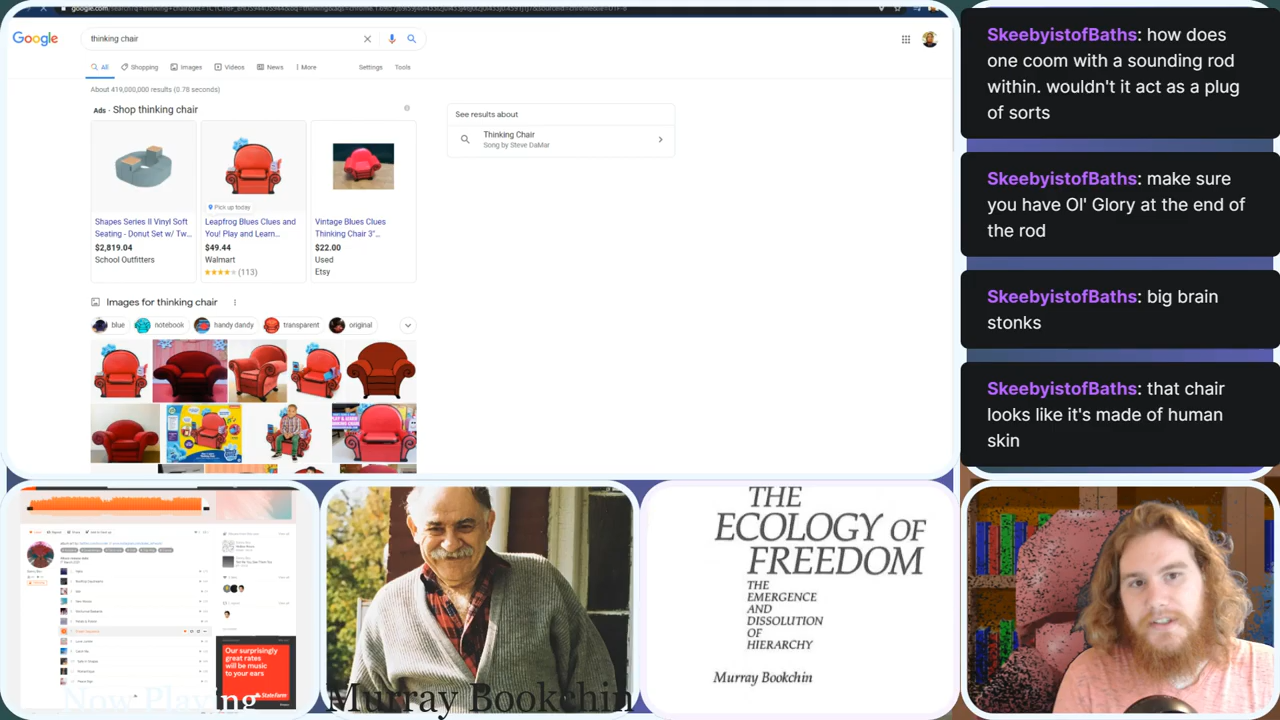 Google
thinking chair
All
Shopping
Images
Videos
News
More
Settings
Tools
About 419,000,000 results (0.78 seconds)
Ads - Shop thinking chair
Pick up today
Shapes Series II Vinyl Soft
Seating - Donut Set w/ Tw...
$2,819.04
School Outfitters
Leapfrog Blues Clues and
You! Play and Learn...
$49.44
Walmart
(113)
Vintage Blues Clues
Thinking Chair 3"...
$22.00
Used
Etsy
See results about
Thinking Chair
Song by Steve DaMar
Images for thinking chair
blue
notebook
handy dandy
transparent
original
SkeebyistofBaths: how does
one coom with a sounding rod
within. wouldn't it act as a plug
of sorts
SkeebyistofBaths: make sure
you have Ol' Glory at the end of
the rod
SkeebyistofBaths: big brain
stonks
SkeebyistofBaths: that chair
looks like it's made of human
skin
Our surprisingly
great rates
will be music
to your ears
StateFarm
Now Playing
Murray Bookchin
THE
ECOLOGY OF
FREEDOM
THE
EMERGENCE
AND
DISSOLUTION
OF
HIERARCHY
Murray Bookchin